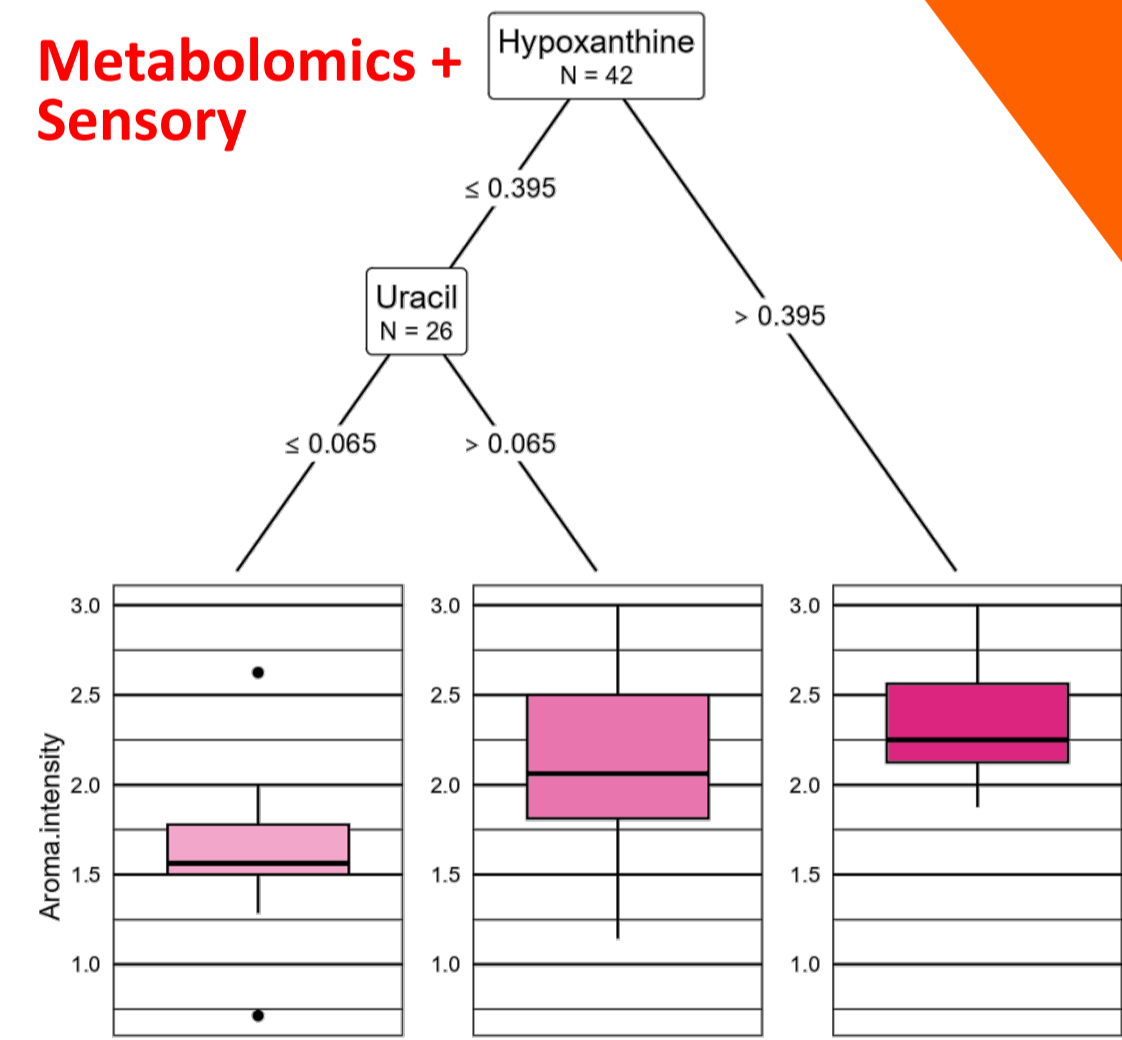 Metabolomics +
Sensory
Hypoxanthine
N = 42
≤ 0.395
Uracil
N = 26
> 0.395
≤ 0.065
> 0.065
Aroma.intensity
3.0
2.5
2.0
1.5
1.0
3.0
2.5
2.0
1.5
1.0
3.0
2.5
2.0
1.5
1.0